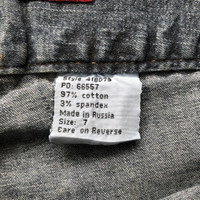 PO: 66557
97% cotton
3% spandex
Made in Russia
Size: 7
Care on Reverse